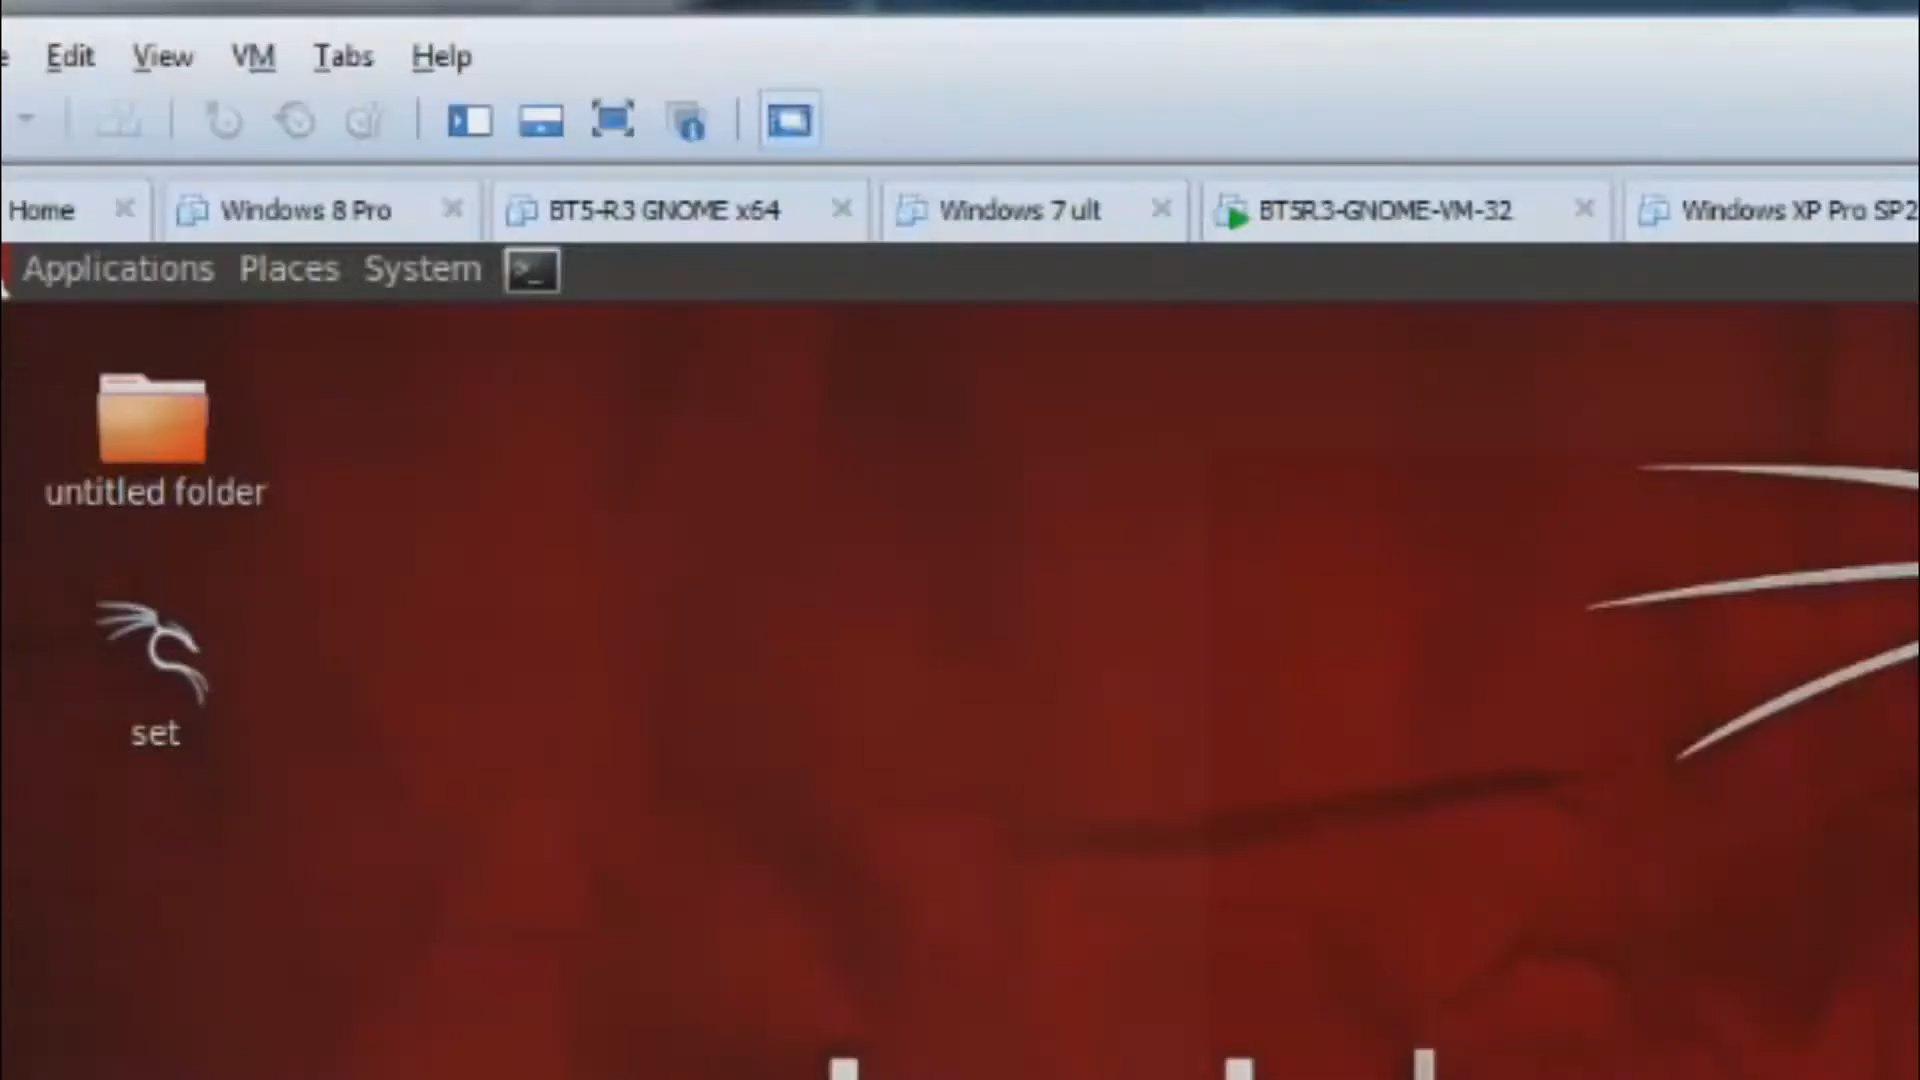 Edit View VM Tabs Help
Home Windows 8 Pro BT5-R3 GNOME x64 Windows 7 ult BT5R3-GNOME-VM-32 Windows XP Pro SP2
Applications Places System >_
untitled folder
set